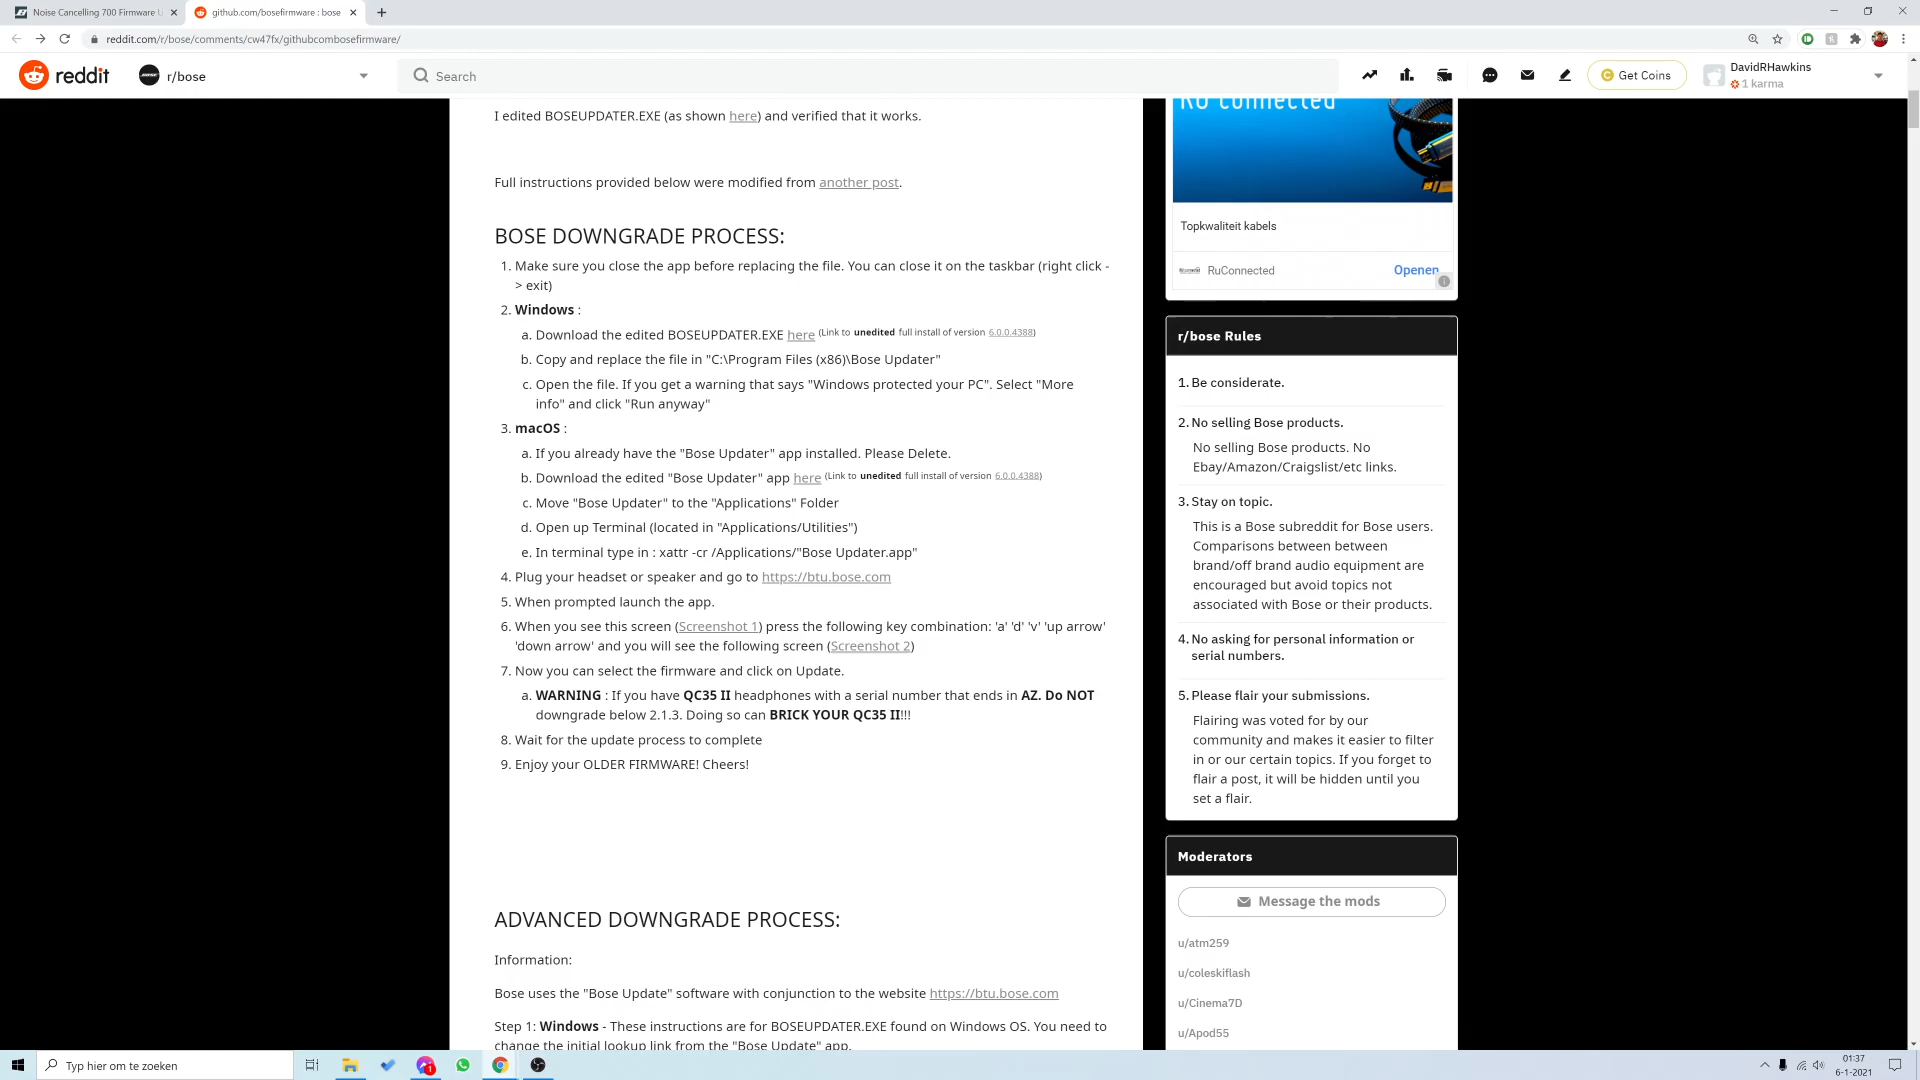 Noise Cancelling 700 Firmware U
github.com/bosefirmware : bose
reddit.com/r/bose/comments/cw47fx/githubcombosefirmware/
reddit
r/bose
Search
Get Coins
DavidRHawkins
1 karma
I edited BOSEUPDATER.EXE (as shown here) and verified that it works.
Full instructions provided below were modified from another post.
BOSE DOWNGRADE PROCESS:
1. Make sure you close the app before replacing the file. You can close it on the taskbar (right click -
> exit)
2. Windows :
a. Download the edited BOSEUPDATER.EXE here (Link to unedited full install of version 6.0.0.4388)
b. Copy and replace the file in "C:\Program Files (x86)\Bose Updater"
c. Open the file. If you get a warning that says "Windows protected your PC". Select "More
info" and click "Run anyway"
3. macOS :
a. If you already have the "Bose Updater" app installed. Please Delete.
b. Download the edited "Bose Updater" app here (Link to unedited full install of version 6.0.0.4388)
c. Move "Bose Updater" to the "Applications" Folder
d. Open up Terminal (located in "Applications/Utilities")
e. In terminal type in : xattr -cr /Applications/"Bose Updater.app"
4. Plug your headset or speaker and go to https://btu.bose.com
5. When prompted launch the app.
6. When you see this screen (Screenshot 1) press the following key combination: 'a' 'd' 'v' 'up arrow'
'down arrow' and you will see the following screen (Screenshot 2)
7. Now you can select the firmware and click on Update.
a. WARNING : If you have QC35 II headphones with a serial number that ends in AZ. Do NOT
downgrade below 2.1.3. Doing so can BRICK YOUR QC35 II!!!
8. Wait for the update process to complete
9. Enjoy your OLDER FIRMWARE! Cheers!
ADVANCED DOWNGRADE PROCESS:
Information:
Bose uses the "Bose Update" software with conjunction to the website https://btu.bose.com
Step 1: Windows - These instructions are for BOSEUPDATER.EXE found on Windows OS. You need to
change the initial lookup link from the "Bose Update" app.
Ru connected
Topkwaliteit kabels
RuConnected
Openen
r/bose Rules
1. Be considerate.
2. No selling Bose products.
No selling Bose products. No
Ebay/Amazon/Craigslist/etc links.
3. Stay on topic.
This is a Bose subreddit for Bose users.
Comparisons between between
brand/off brand audio equipment are
encouraged but avoid topics not
associated with Bose or their products.
4. No asking for personal information or
serial numbers.
5. Please flair your submissions.
Flairing was voted for by our
community and makes it easier to filter
in or our certain topics. If you forget to
flair a post, it will be hidden until you
set a flair.
Moderators
Message the mods
u/atm259
u/coleskiflash
u/Cinema7D
u/Apod55
Typ hier om te zoeken
1
01:37
6-1-2021